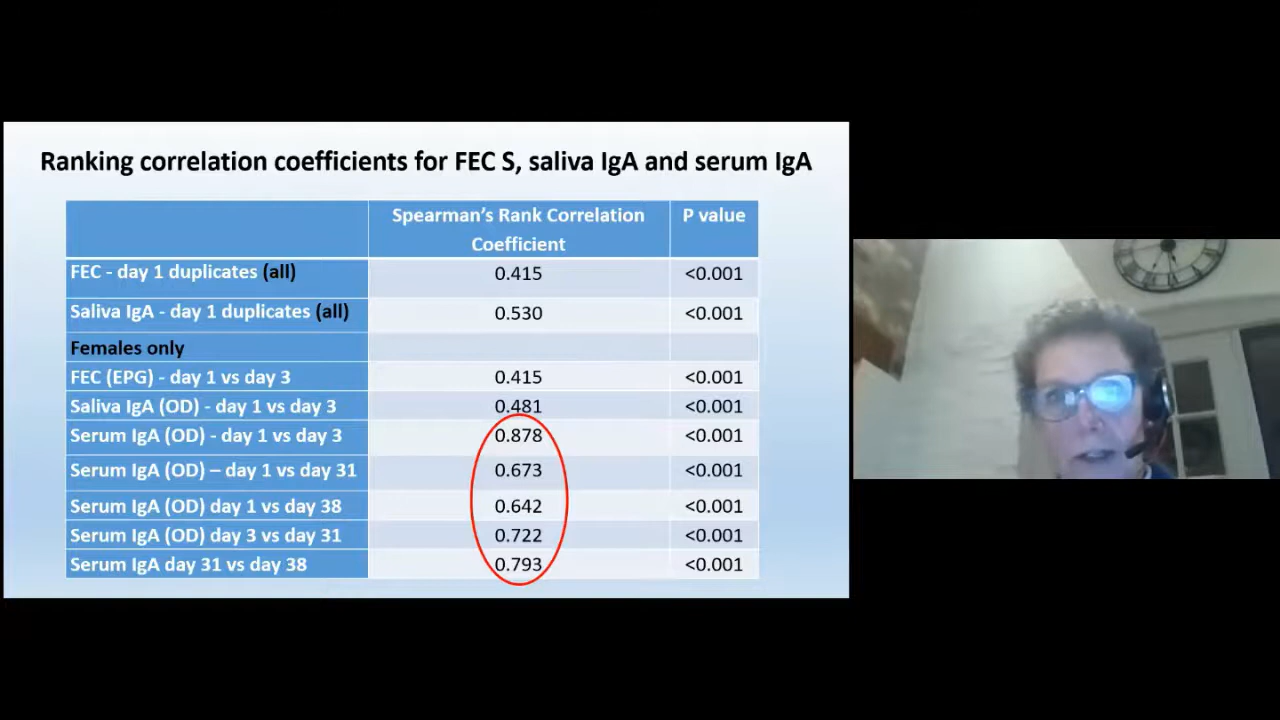 Ranking correlation coefficients for FEC S, saliva IgA and serum IgA
Spearman's Rank Correlation Coefficient P value
FEC - day 1 duplicates (all) 0.415 <0.001
Saliva IgA - day 1 duplicates (all) 0.530 <0.001
Females only
FEC (EPG) - day 1 vs day 3 0.415 <0.001
Saliva IgA (OD) - day 1 vs day 3 0.481 <0.001
Serum IgA (OD) - day 1 vs day 3 0.878 <0.001
Serum IgA (OD) – day 1 vs day 31 0.673 <0.001
Serum IgA (OD) day 1 vs day 38 0.642 <0.001
Serum IgA (OD) day 3 vs day 31 0.722 <0.001
Serum IgA day 31 vs day 38 0.793 <0.001